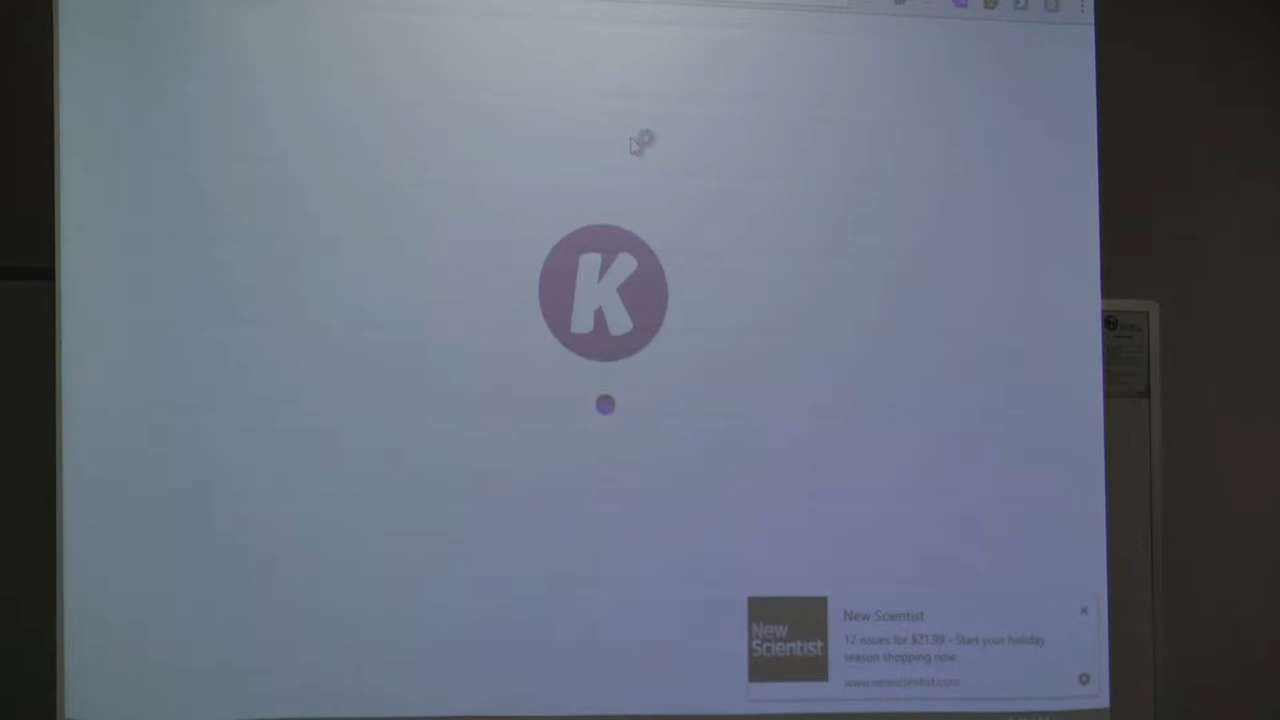 K
New Scientist
New Scientist
12 issues for $21.99 - Start your holiday
season shopping now.
www.newscientist.com